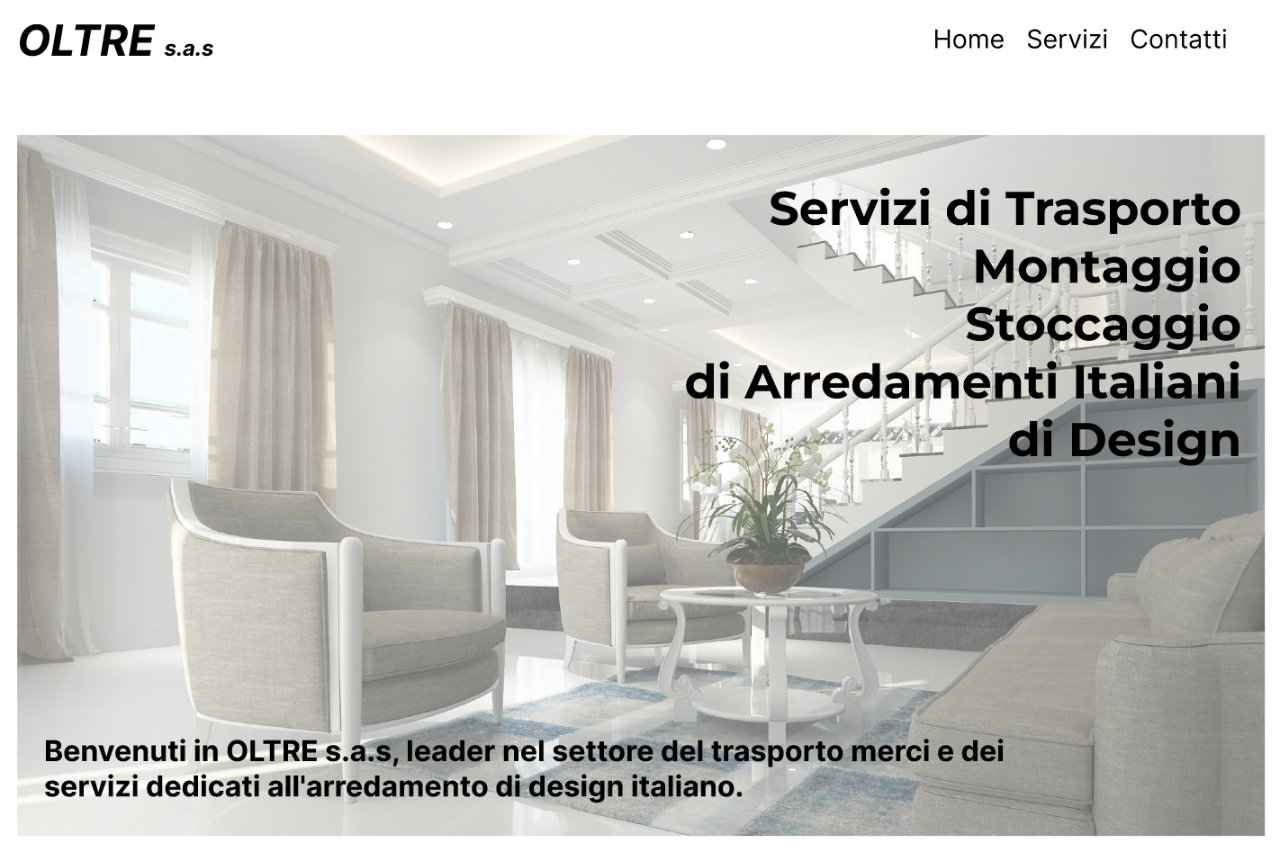 OLTRE s.a.s
Home Servizi Contatti
Servizi di Trasporto
Montaggio
Stoccaggio
di Arredamenti Italiani
di Design
Benvenuti in OLTRE s.a.s, leader nel settore del trasporto merci e dei
servizi dedicati all'arredamento di design italiano.